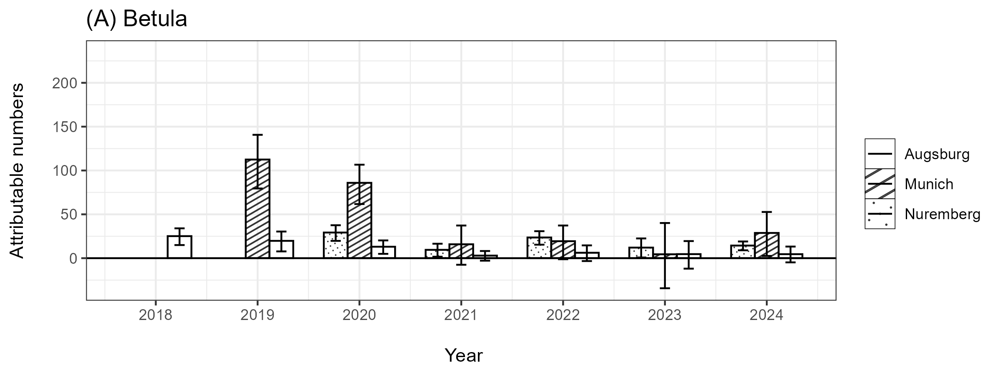 (A) Betula
Attributable numbers
200
150
100
50
0
2018 2019 2020 2021 2022 2023 2024
Year
Augsburg
Munich
Nuremberg